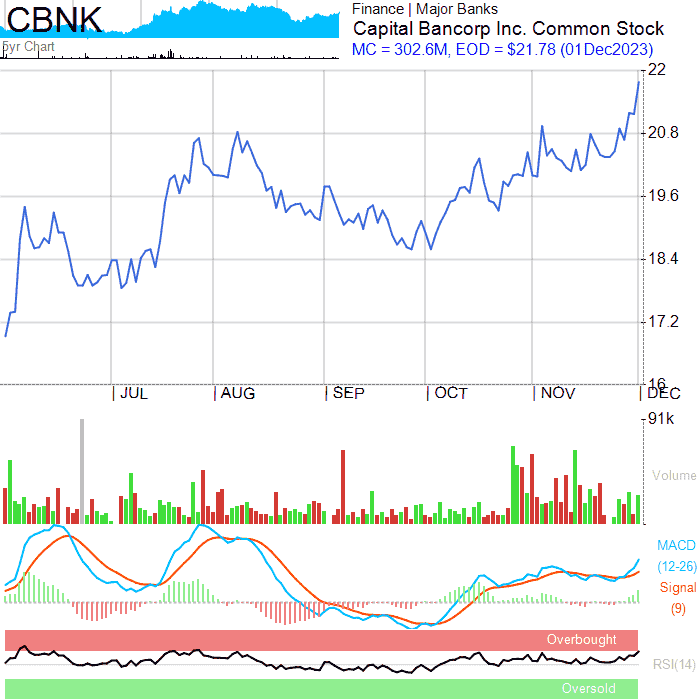 CBNK
5yr Chart
Finance | Major Banks
Capital Bancorp Inc. Common Stock
MC = 302.6M, EOD = $21.78 (01Dec2023)
22
20.8
19.6
18.4
17.2
16
JUL AUG SEP OCT NOV DEC
91k
Volume
MACD
(12-26)
Signal
(9)
Overbought
RSI(14)
Oversold